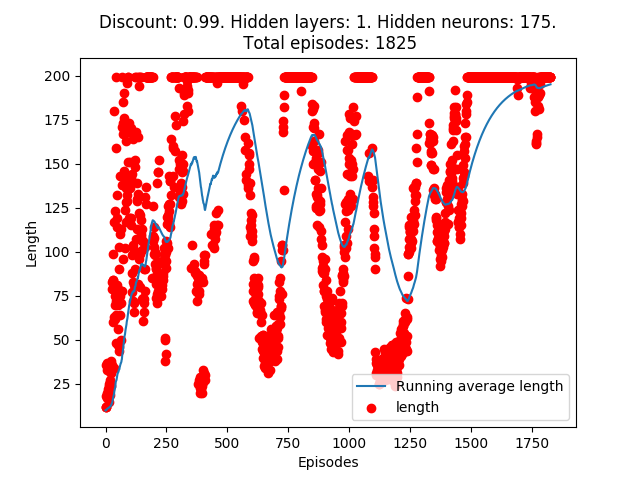 Discount: 0.99. Hidden layers: 1. Hidden neurons: 175.
Total episodes: 1825
200
175
150
125
100
75
50
25
Length
0
250
500
750
1000
1250
1500
1750
Episodes
Running average length
length